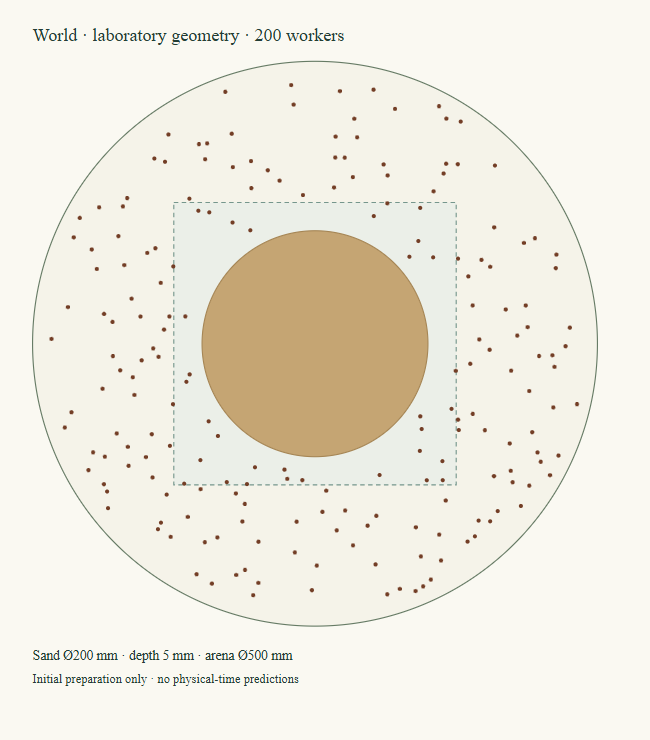 World · laboratory geometry · 200 workers
Sand Ø200 mm · depth 5 mm · arena Ø500 mm
Initial preparation only · no physical-time predictions